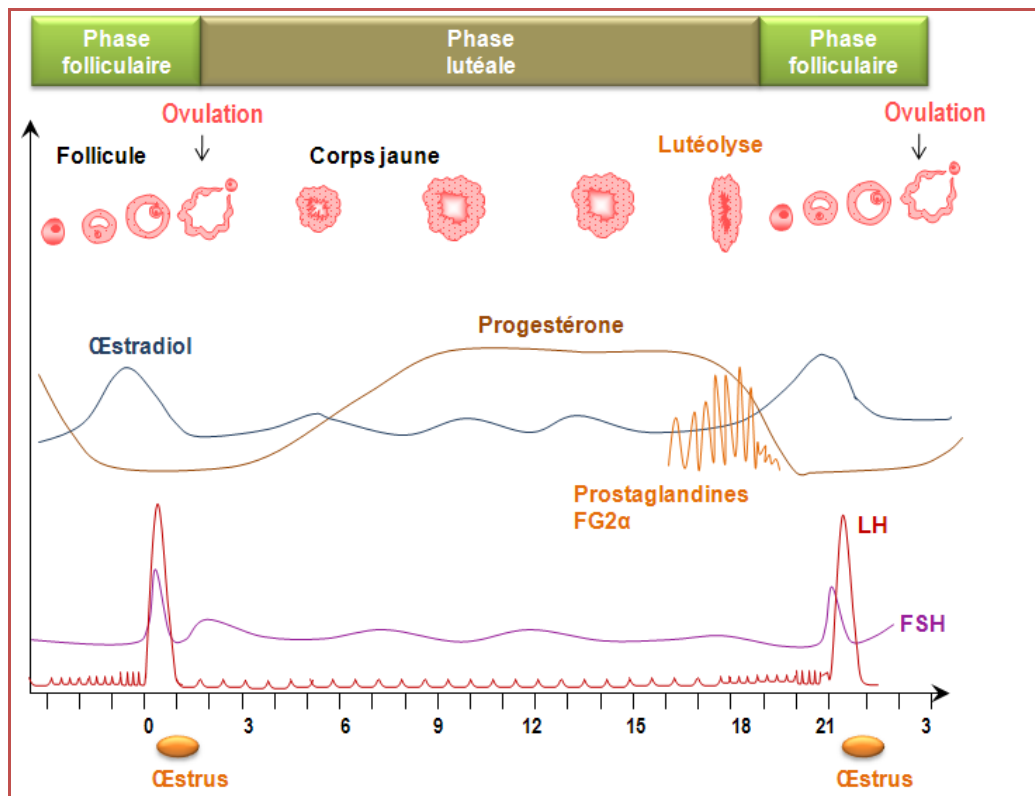 Phase
folliculaire
Phase
lutéale
Phase
folliculaire
Ovulation
Ovulation
Follicule
Corps jaune
Lutéolyse
Œstradiol
Progestérone
Prostaglandines
FG2α
LH
FSH
0 3 6 9 12 15 18 21 3
Œstrus
Œstrus